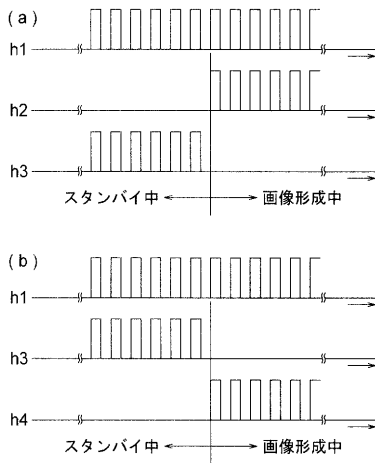 (a)
h1
h2
h3
スタンバイ中 画像形成中
(b)
h1
h3
h4
スタンバイ中 画像形成中